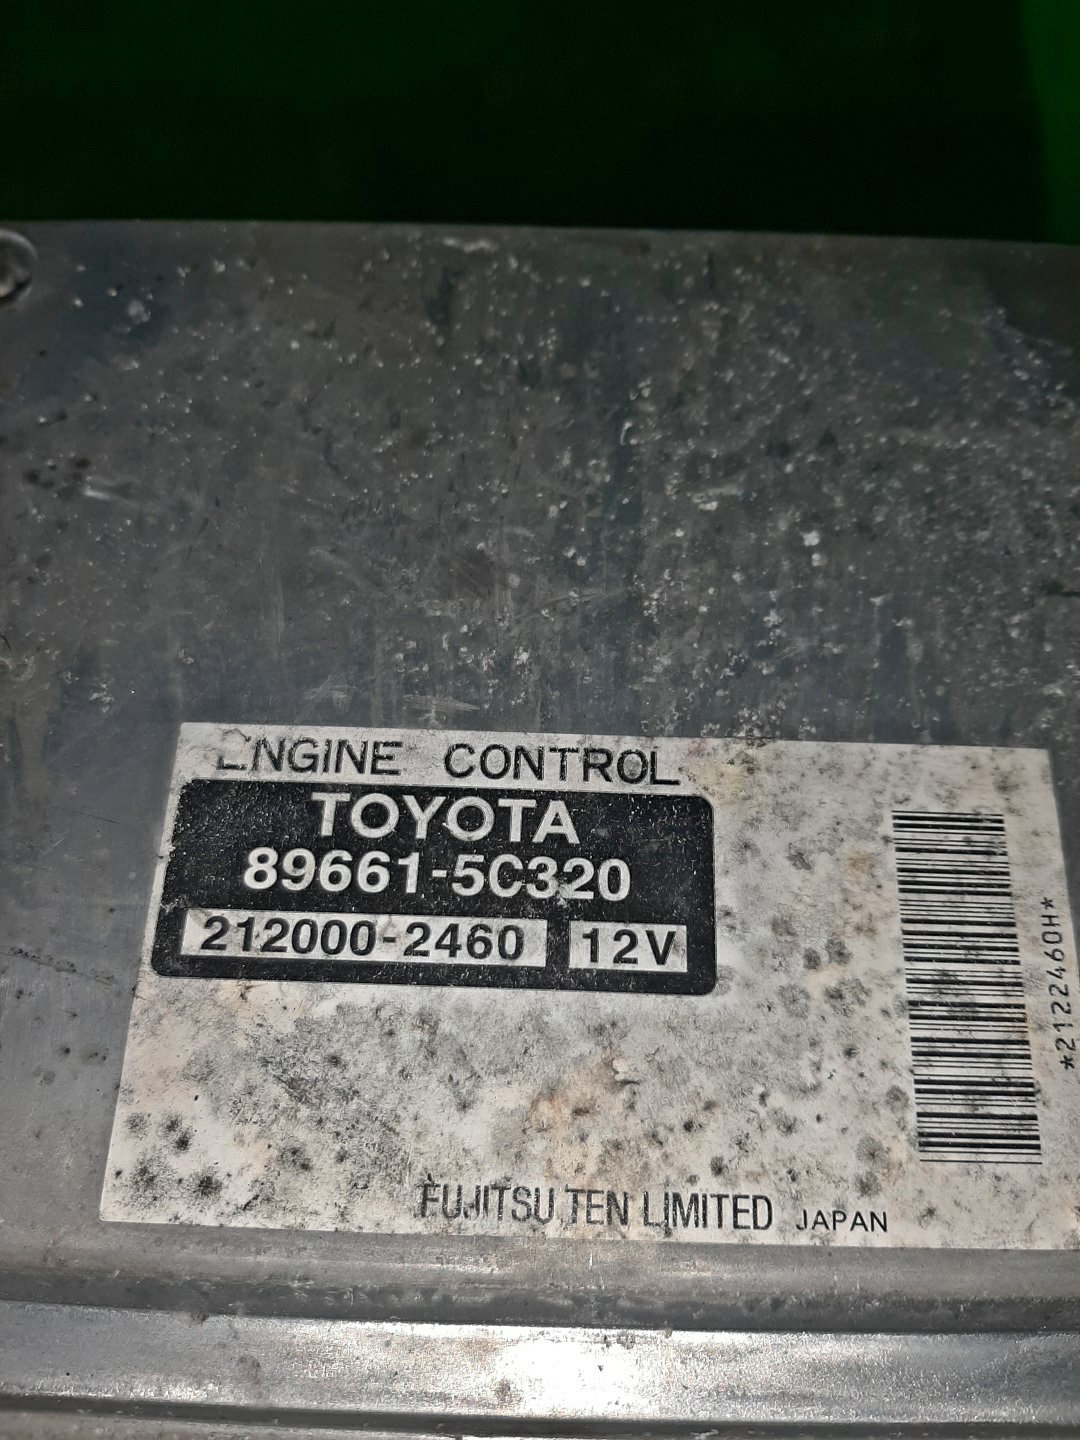 ENGINE CONTROL
TOYOTA
89661-5C320
212000-2460 12V
*2122460H*
FUJITSU TEN LIMITED JAPAN